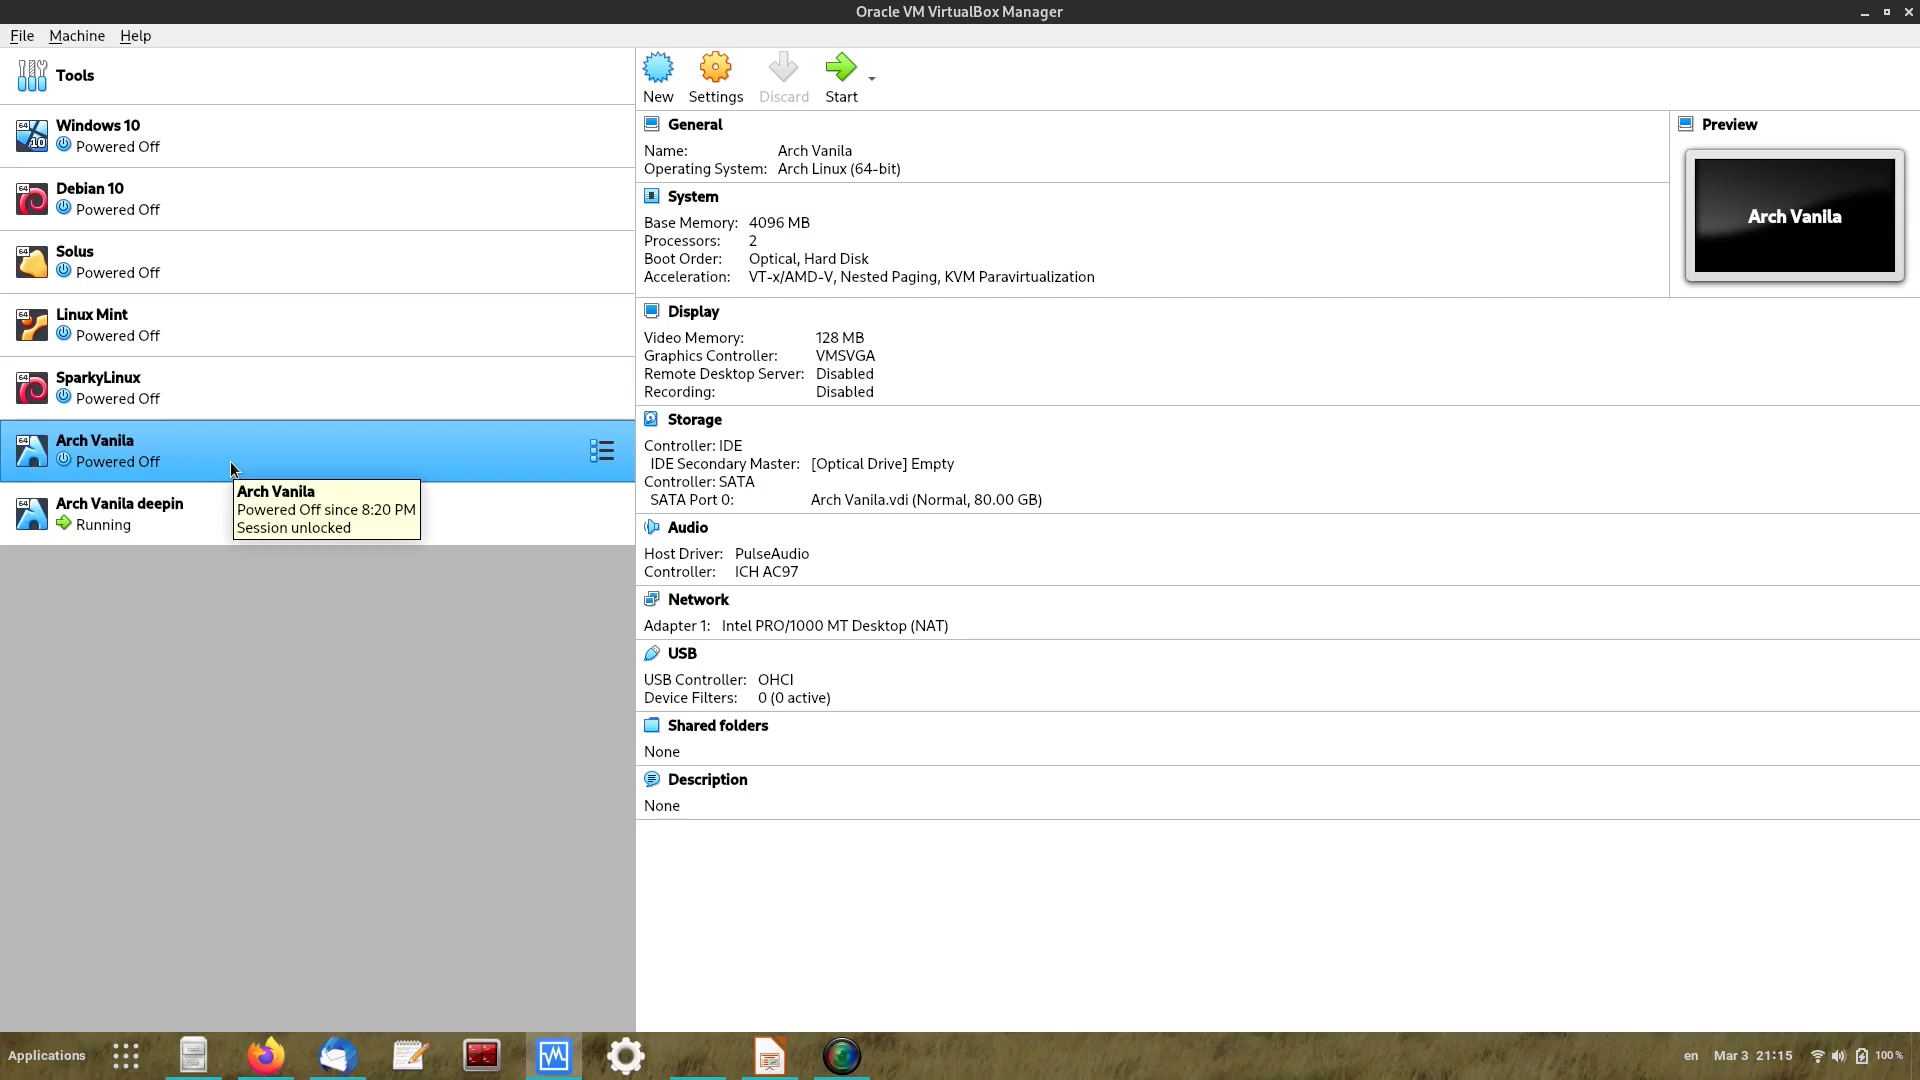 Oracle VM VirtualBox Manager
File Machine Help
Tools
64
10
Windows 10
Powered Off
64
Debian 10
Powered Off
64
Solus
Powered Off
64
Linux Mint
Powered Off
64
SparkyLinux
Powered Off
64
Arch Vanila
Powered Off
64
Arch Vanila deepin
Running
Arch Vanila
Powered Off since 8:20 PM
Session unlocked
New Settings Discard Start
General
Name: Arch Vanila
Operating System: Arch Linux (64-bit)
Preview
Arch Vanila
System
Base Memory: 4096 MB
Processors: 2
Boot Order: Optical, Hard Disk
Acceleration: VT-x/AMD-V, Nested Paging, KVM Paravirtualization
Display
Video Memory: 128 MB
Graphics Controller: VMSVGA
Remote Desktop Server: Disabled
Recording: Disabled
Storage
Controller: IDE
IDE Secondary Master: [Optical Drive] Empty
Controller: SATA
SATA Port 0: Arch Vanila.vdi (Normal, 80.00 GB)
Audio
Host Driver: PulseAudio
Controller: ICH AC97
Network
Adapter 1: Intel PRO/1000 MT Desktop (NAT)
USB
USB Controller: OHCI
Device Filters: 0 (0 active)
Shared folders
None
Description
None
Applications
en Mar 3 21:15 100 %